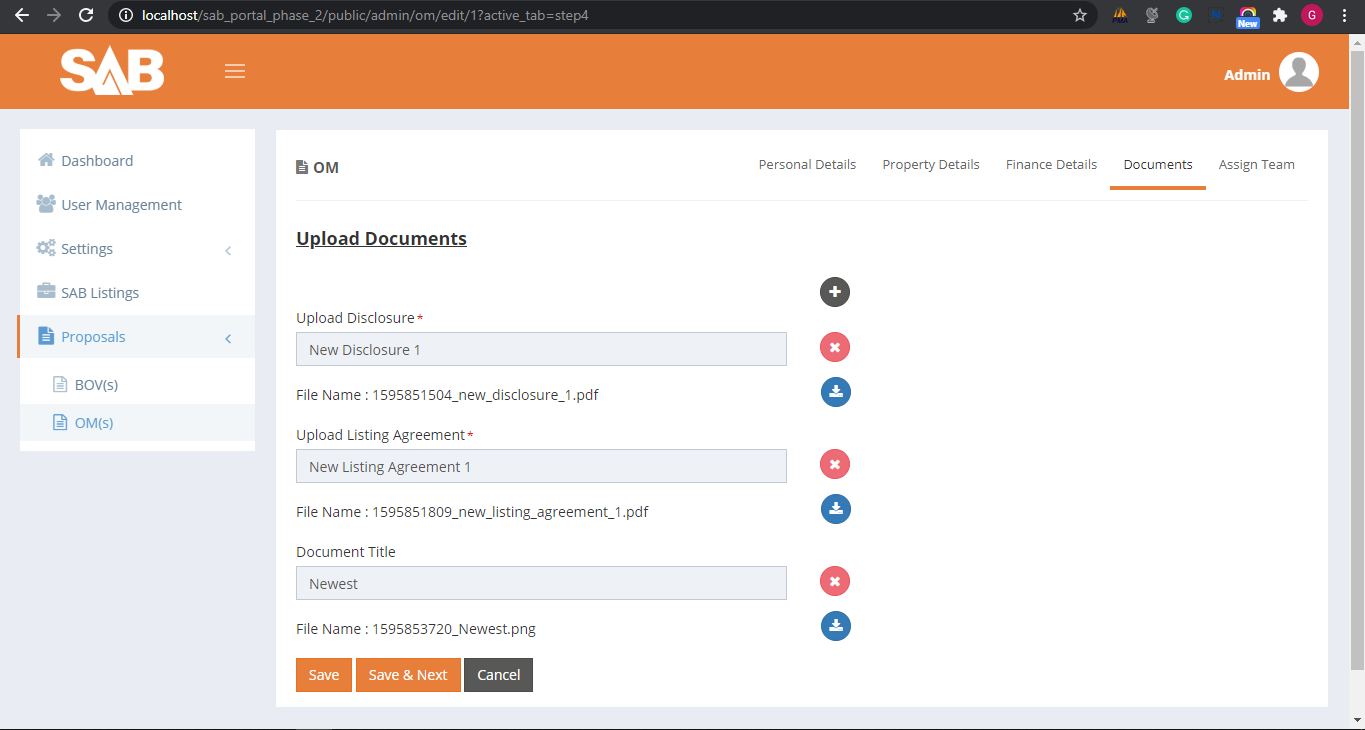 localhost/sab_portal_phase_2/public/admin/om/edit/1?active_tab=step4
G
New
G
SAB
Admin
Dashboard
User Management
Settings
SAB Listings
Proposals
BOV(s)
OM(s)
OM
Personal Details
Property Details
Finance Details
Documents
Assign Team
Upload Documents
Upload Disclosure*
New Disclosure 1
File Name : 1595851504_new_disclosure_1.pdf
Upload Listing Agreement*
New Listing Agreement 1
File Name : 1595851809_new_listing_agreement_1.pdf
Document Title
Newest
File Name : 1595853720_Newest.png
Save
Save & Next
Cancel